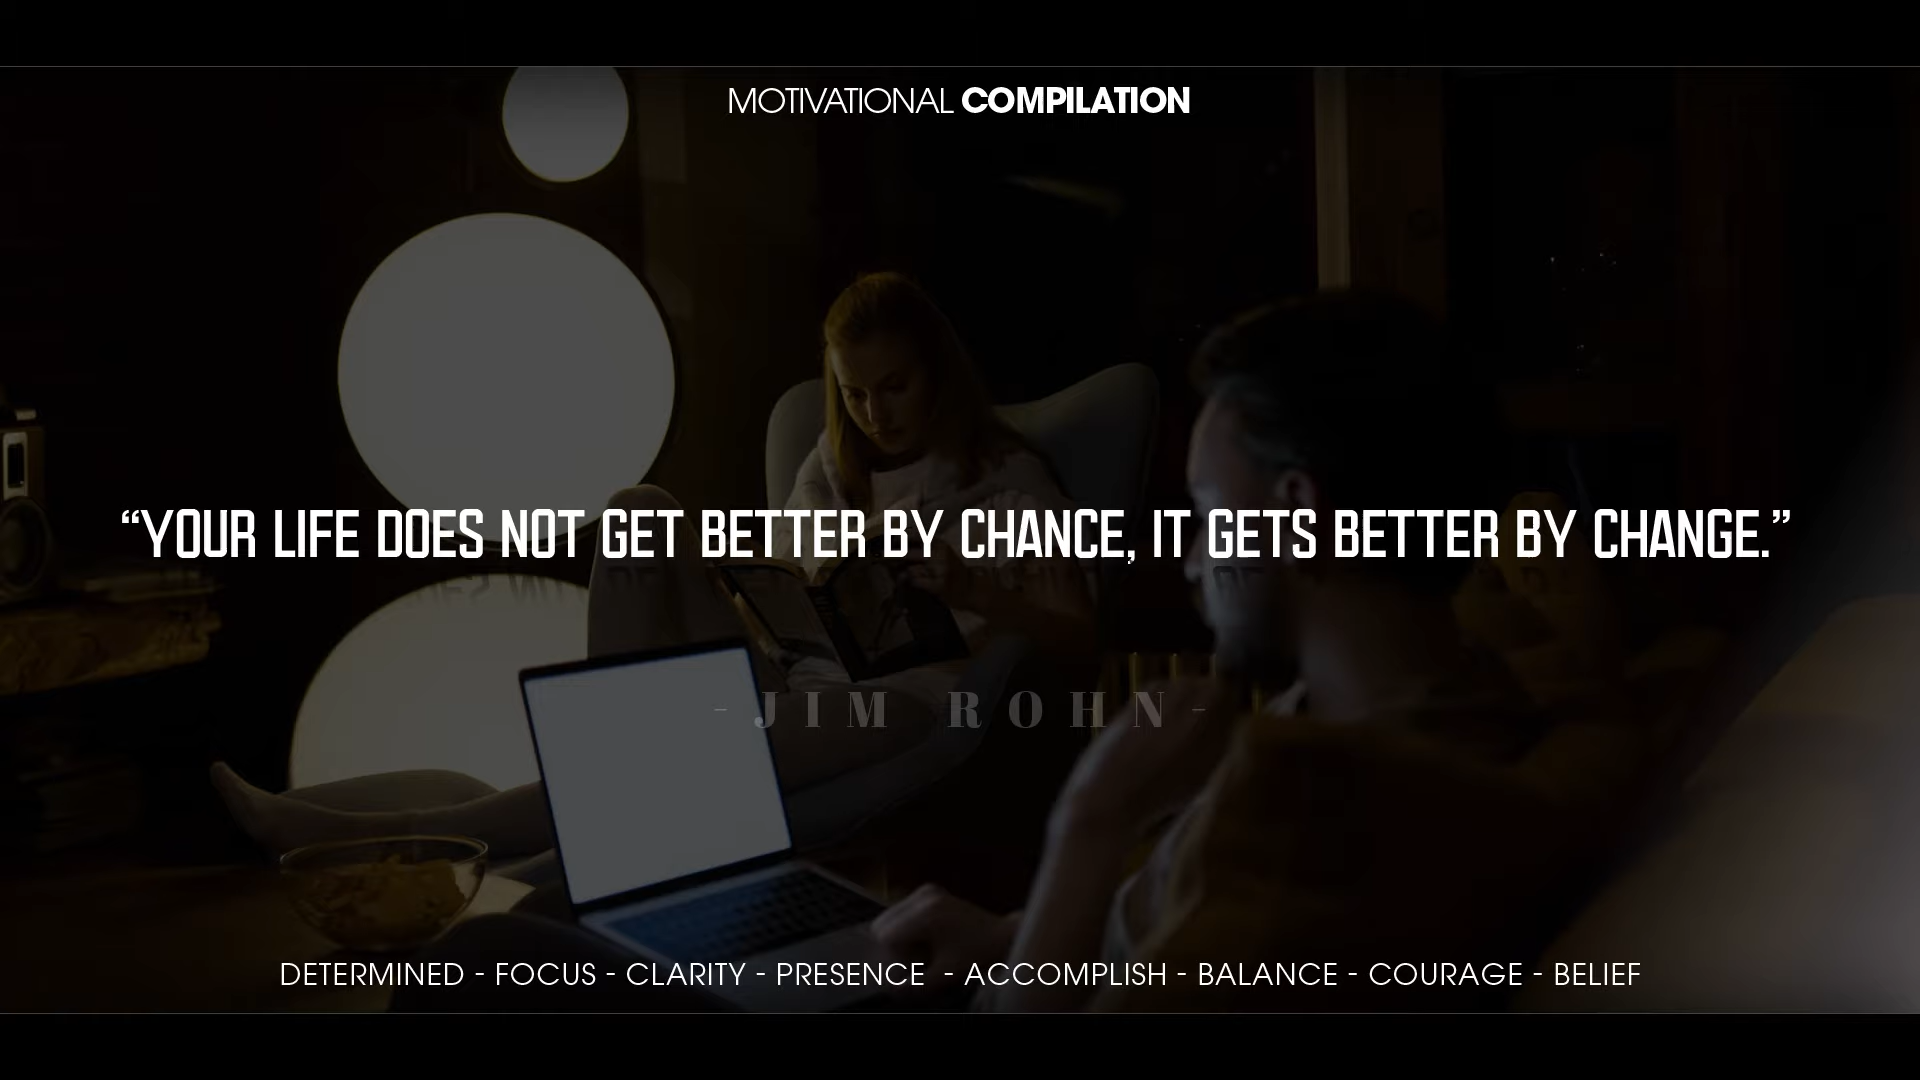 MOTIVATIONAL COMPILATION
“YOUR LIFE DOES NOT GET BETTER BY CHANCE, IT GETS BETTER BY CHANGE.”
- JIM ROHN -
DETERMINED - FOCUS - CLARITY - PRESENCE - ACCOMPLISH - BALANCE - COURAGE - BELIEF